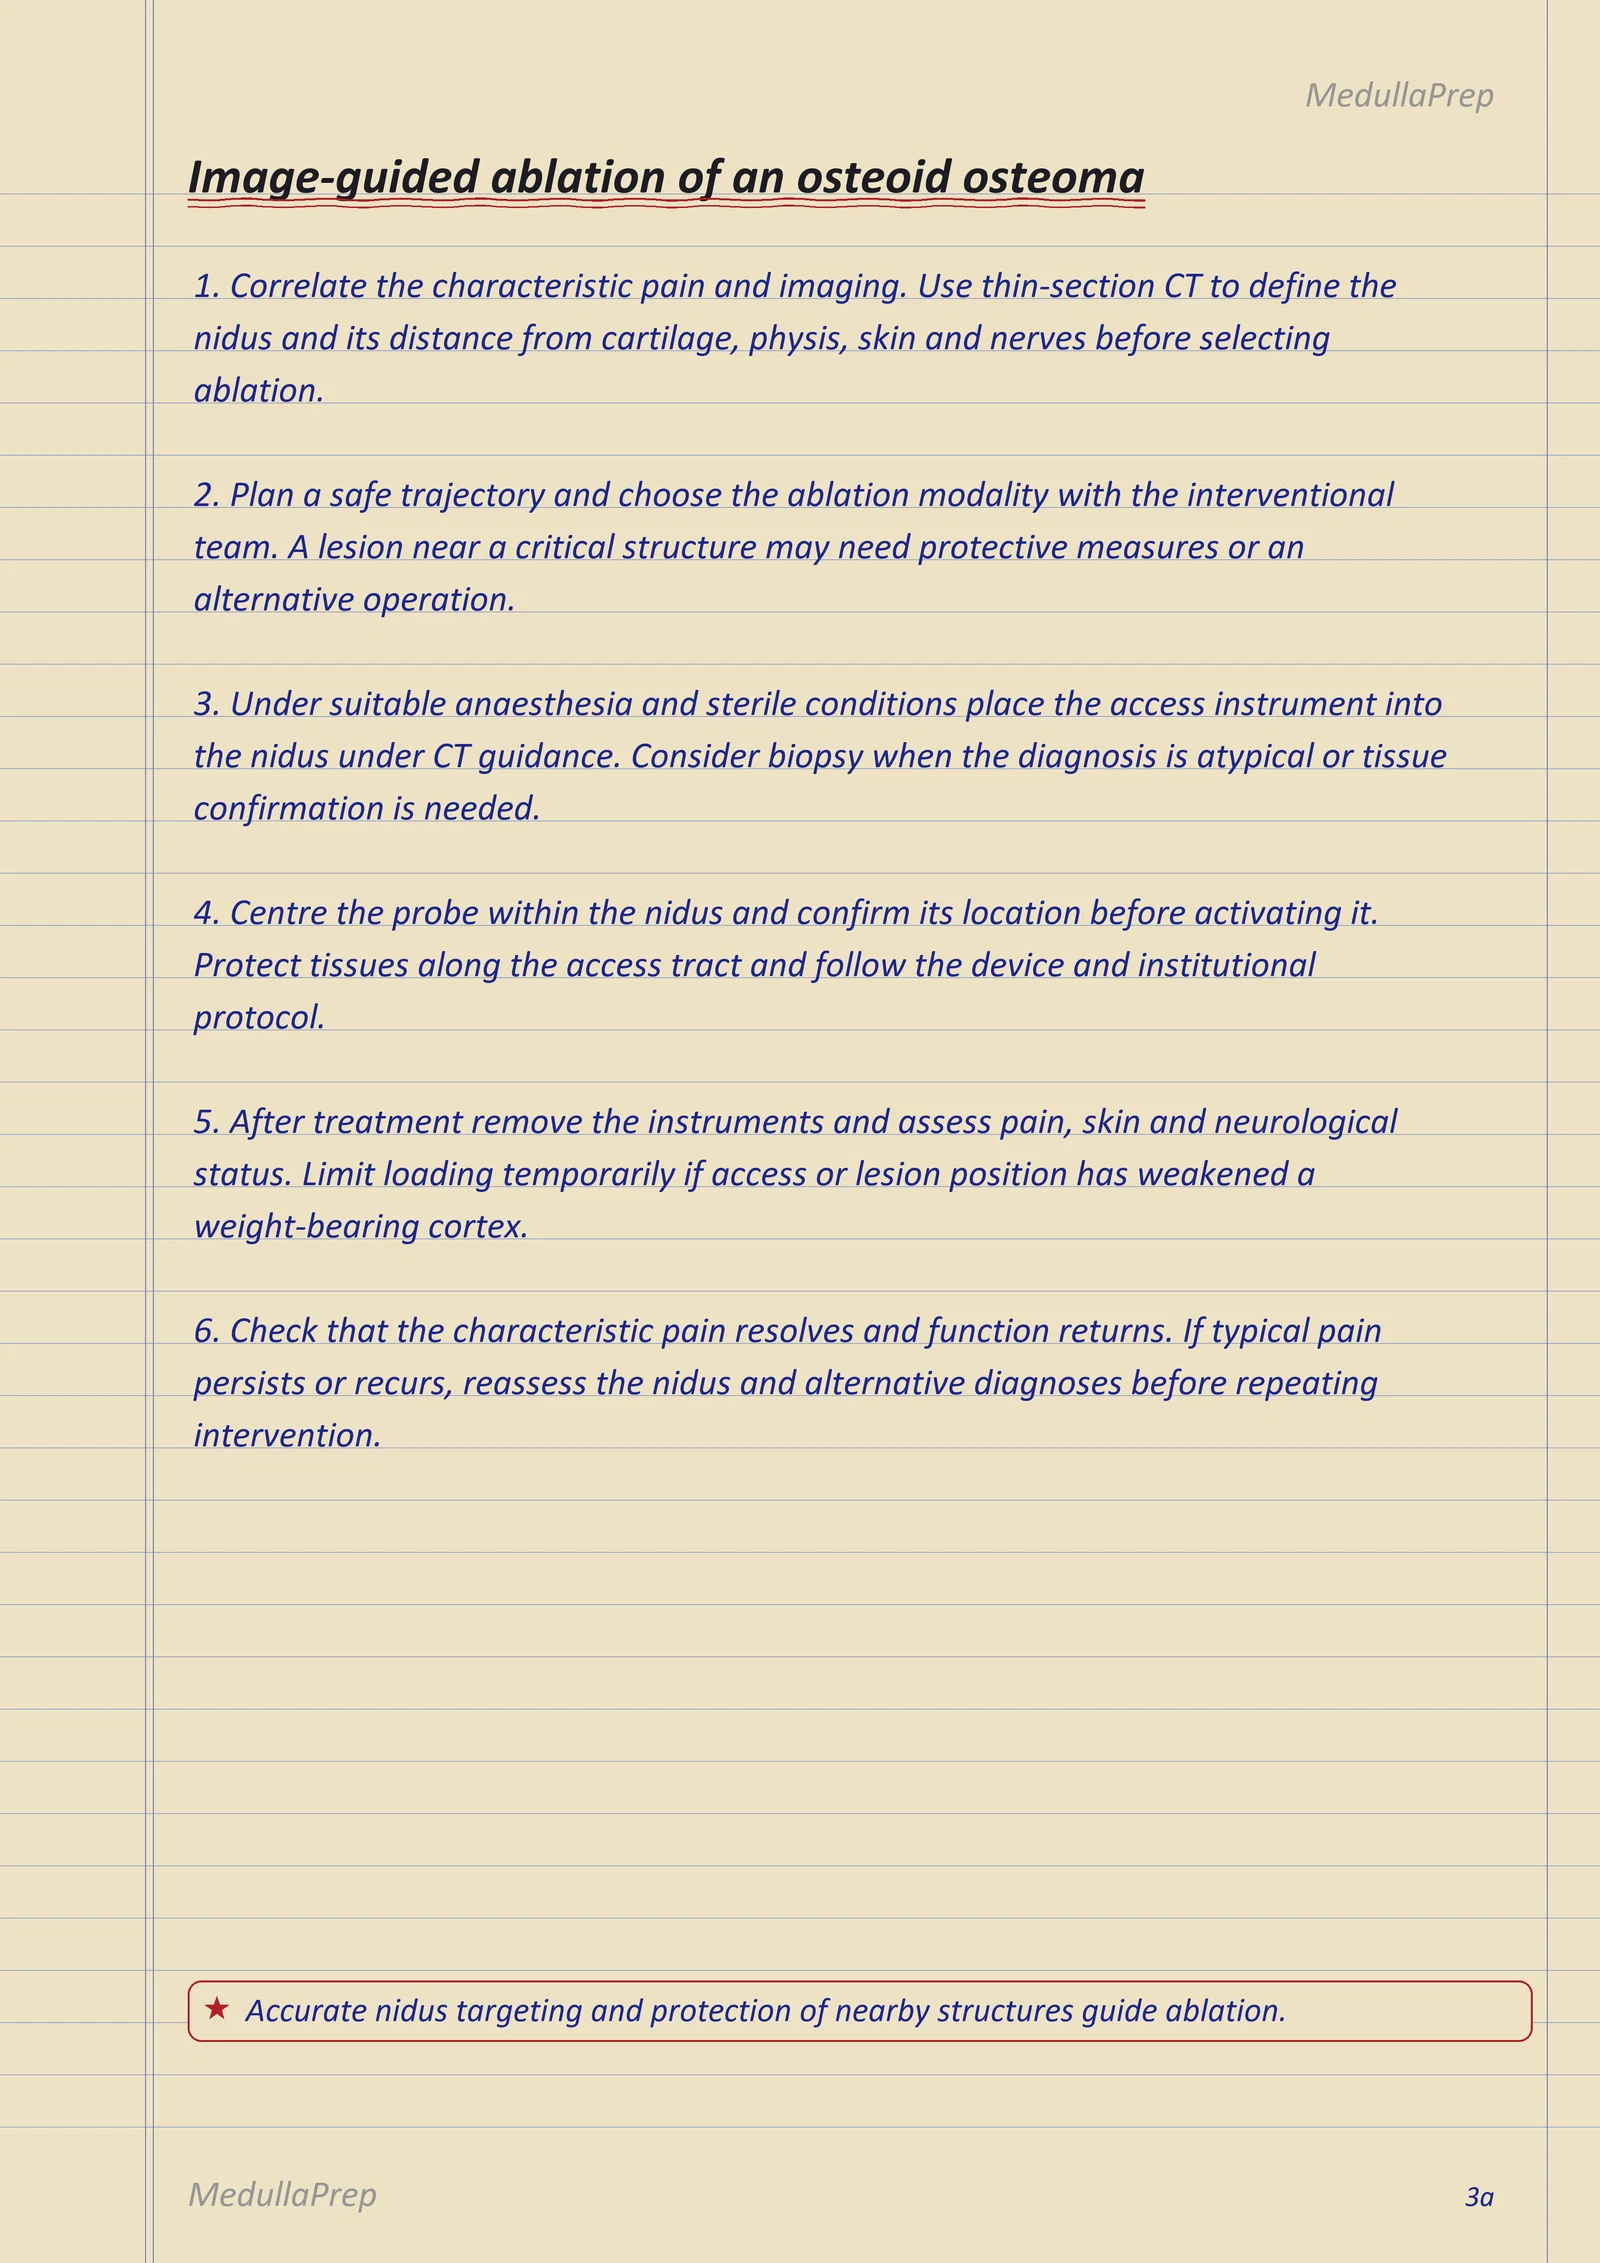 MedullaPrep
Image-guided ablation of an osteoid osteoma
1. Correlate the characteristic pain and imaging. Use thin-section CT to define the
nidus and its distance from cartilage, physis, skin and nerves before selecting
ablation.
2. Plan a safe trajectory and choose the ablation modality with the interventional
team. A lesion near a critical structure may need protective measures or an
alternative operation.
3. Under suitable anaesthesia and sterile conditions place the access instrument into
the nidus under CT guidance. Consider biopsy when the diagnosis is atypical or tissue
confirmation is needed.
4. Centre the probe within the nidus and confirm its location before activating it.
Protect tissues along the access tract and follow the device and institutional
protocol.
5. After treatment remove the instruments and assess pain, skin and neurological
status. Limit loading temporarily if access or lesion position has weakened a
weight-bearing cortex.
6. Check that the characteristic pain resolves and function returns. If typical pain
persists or recurs, reassess the nidus and alternative diagnoses before repeating
intervention.
★ Accurate nidus targeting and protection of nearby structures guide ablation.
MedullaPrep
3a